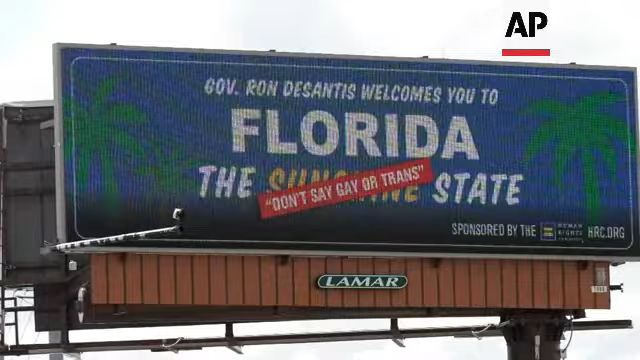 AP
GOV. RON DESANTIS WELCOMES YOU TO
FLORIDA
THE SUNSHINE STATE
"DON'T SAY GAY OR TRANS"
SPONSORED BY THE HUMAN RIGHTS CAMPAIGN HRC.ORG
LAMAR